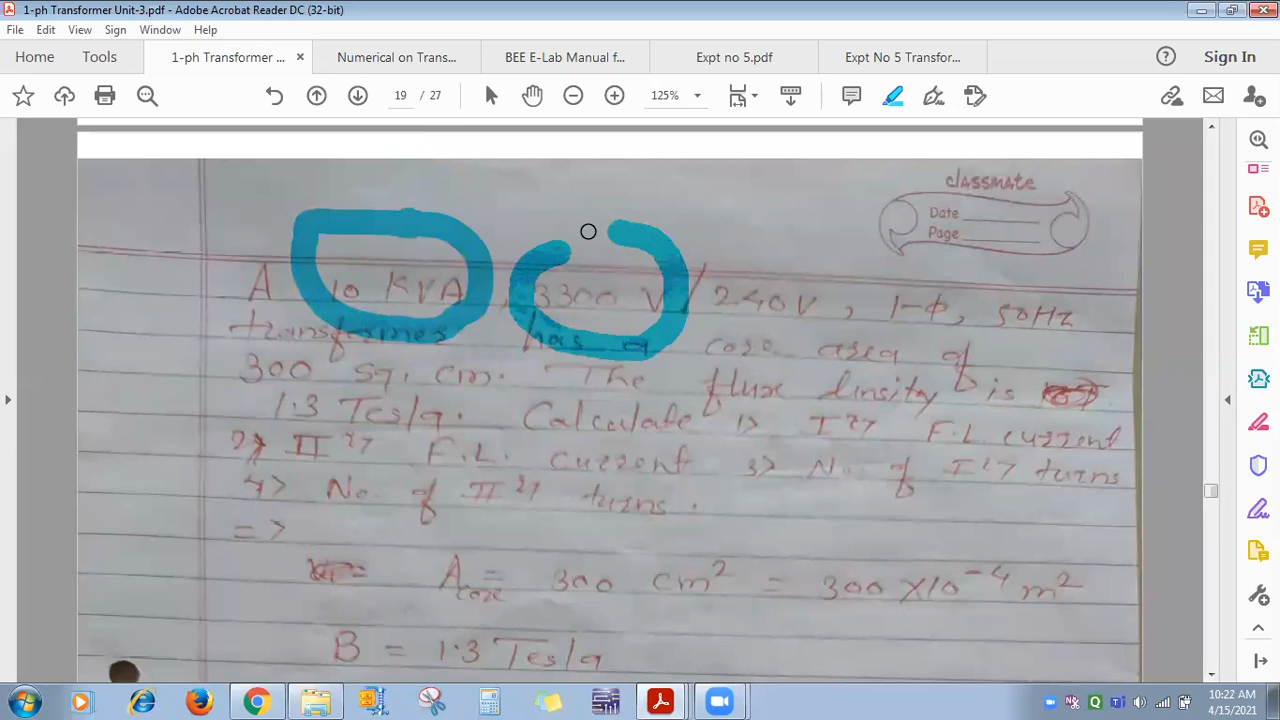 1-ph Transformer Unit-3.pdf - Adobe Acrobat Reader DC (32-bit)
File Edit View Sign Window Help
Home Tools 1-ph Transformer ... × Numerical on Trans... BEE E-Lab Manual f... Expt no 5.pdf Expt No 5 Transfor... Sign In
19 / 27 125%
classmate
Date
Page
A 10 KVA, 3300 V / 240V, 1-Φ, 50HZ
transformer has a core area of
300 sq. cm. The flux density is
1.3 Tesla. Calculate 1> I ry F.L. current
2> II ry F.L. current 3> No. of I ry turns
4> No. of II ry turns.
=>
Acore = 300 cm² = 300 X10⁻⁴ m²
B = 1.3 Tesla
10:22 AM
4/15/2021